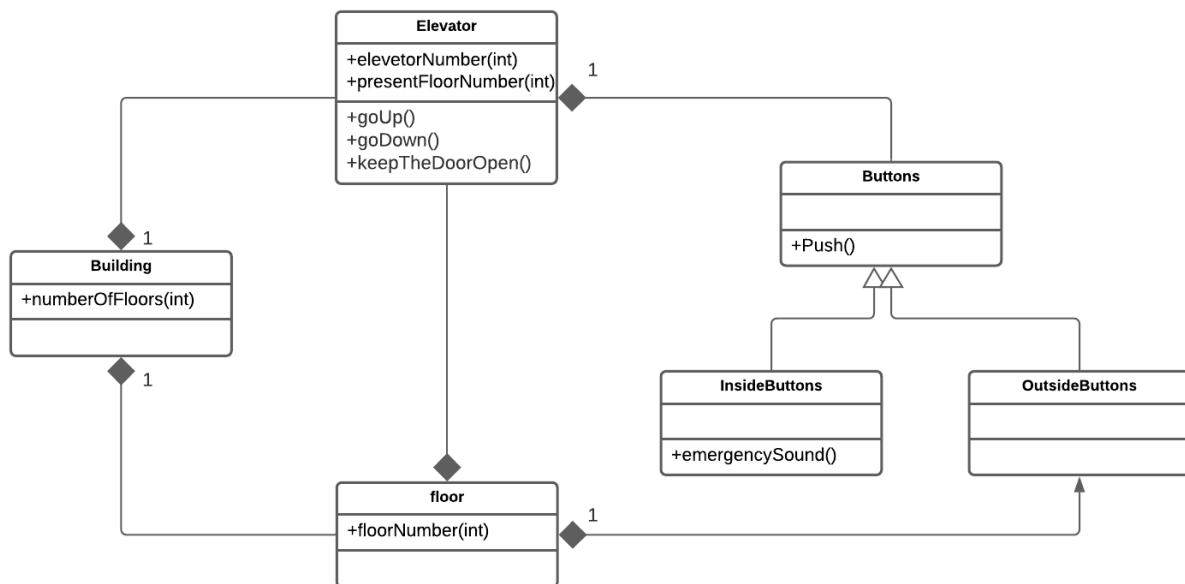 Elevator
+elevetorNumber(int)
+presentFloorNumber(int)
+goUp()
+goDown()
+keepTheDoorOpen()
1
Buttons
+Push()
1
Building
+numberOfFloors(int)
1
InsideButtons
+emergencySound()
OutsideButtons
floor
+floorNumber(int)
1